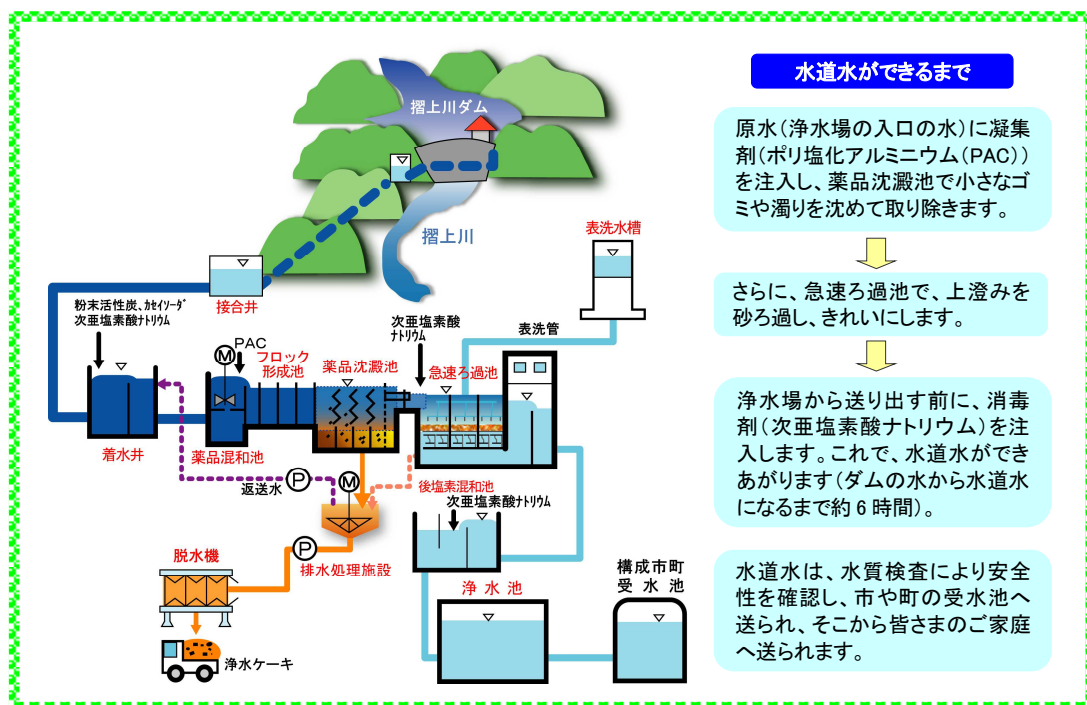 水道水ができるまで
原水（浄水場の入口の水）に凝集
剤（ポリ塩化アルミニウム（PAC））
を注入し、薬品沈澱池で小さなゴ
ミや濁りを沈めて取り除きます。
さらに、急速ろ過池で、上澄みを
砂ろ過し、きれいにします。
浄水場から送り出す前に、消毒
剤（次亜塩素酸ナトリウム）を注
入します。これで、水道水ができ
あがります（ダムの水から水道水
になるまで約６時間）。
水道水は、水質検査により安全
性を確認し、市や町の受水池へ
送られ、そこから皆さまのご家庭
へ送られます。
摺上川ダム
摺上川
表洗水槽
接合井
粉末活性炭、ｶｾｲｿｰﾀﾞ
次亜塩素酸ﾅﾄﾘｳﾑ
次亜塩素酸
ﾅﾄﾘｳﾑ
表洗管
PAC
M
フロック
形成池
薬品沈澱池
急速ろ過池
着水井
薬品混和池
返送水
P
M
後塩素混和池
次亜塩素酸ﾅﾄﾘｳﾑ
P
排水処理施設
脱水機
浄水池
構成市町
受水池
浄水ケーキ